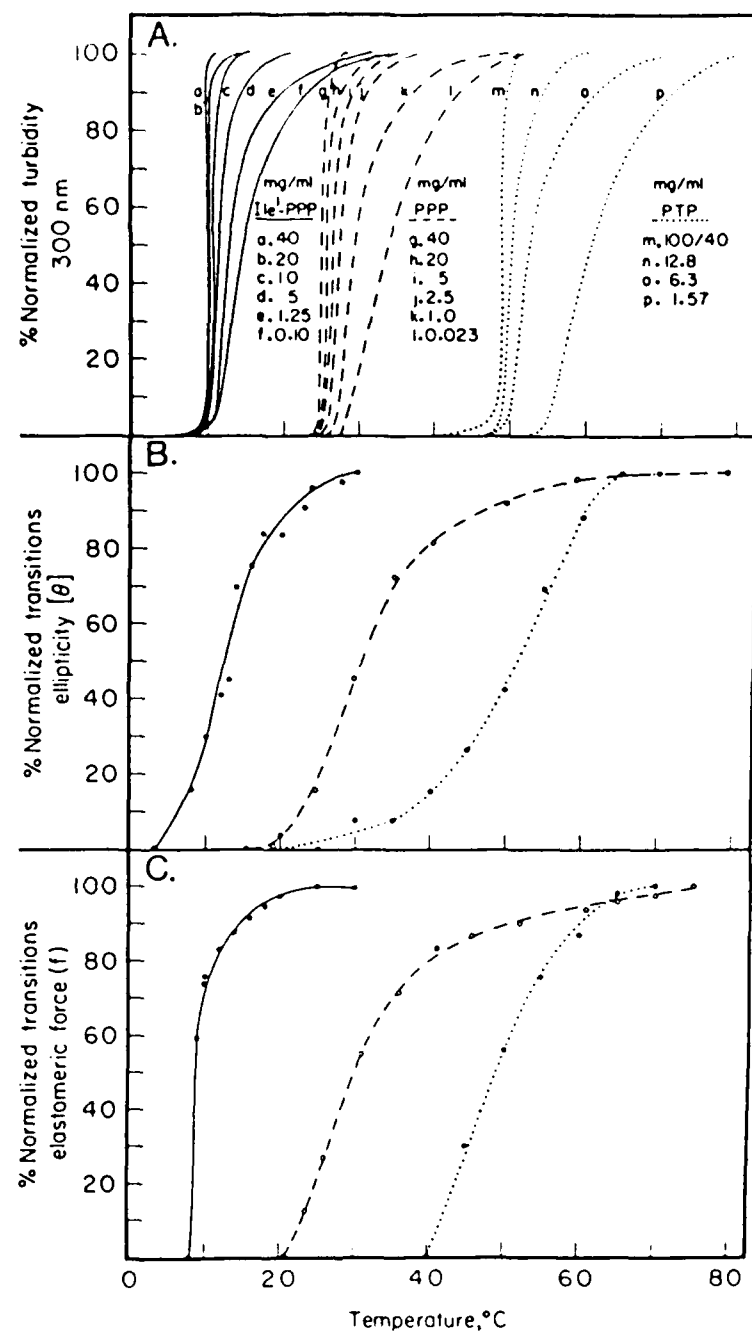 A.
% Normalized turbidity
300 nm
100
80
60
40
20
a b c d e f g h i j k l m n o p
mg/ml
Ile¹-PPP
a. 40
b. 20
c. 10
d. 5
e. 1.25
f. 0.10
mg/ml
PPP
g. 40
h. 20
i. 5
j. 2.5
k. 1.0
l. 0.023
mg/ml
PTP
m. 100/40
n. 12.8
o. 6.3
p. 1.57
B.
% Normalized transitions
ellipticity [θ]
100
80
60
40
20
C.
% Normalized transitions
elastomeric force (f)
100
80
60
40
20
0 20 40 60 80
Temperature, °C